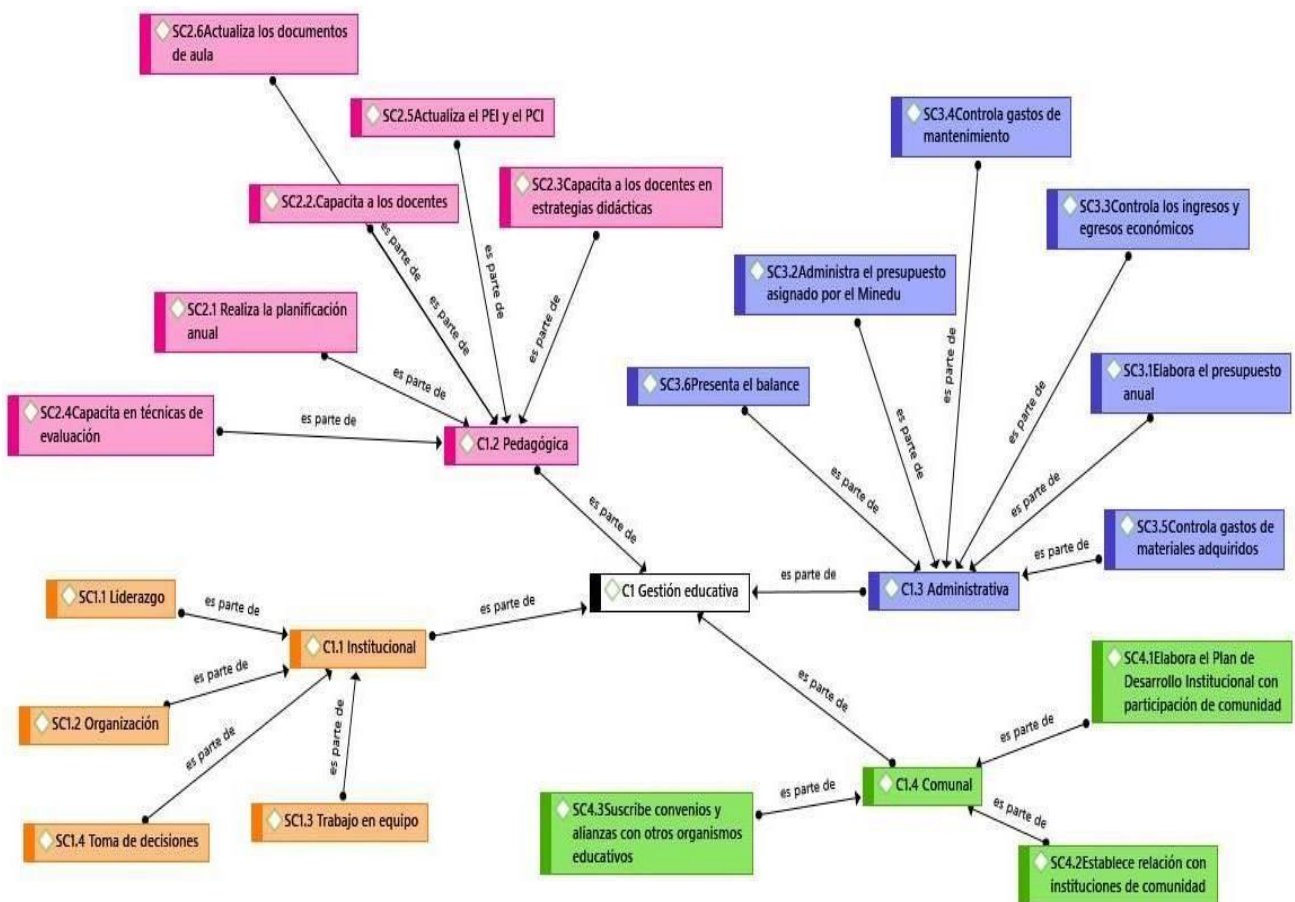 SC2.6Actualiza los documentos
de aula
SC2.5Actualiza el PEI y el PCI
SC3.4Controla gastos de
mantenimiento
SC2.2.Capacita a los docentes
SC2.3Capacita a los docentes en
estrategias didácticas
SC3.3Controla los ingresos y
egresos económicos
es parte de
es parte de
es parte de
es parte de
SC3.2Administra el presupuesto
asignado por el Minedu
SC2.1 Realiza la planificación
anual
es parte de
SC3.6Presenta el balance
es parte de
es parte de
SC3.1Elabora el presupuesto
anual
SC2.4Capacita en técnicas de
evaluación
es parte de
C1.2 Pedagógica
es parte de
es parte de
es parte de
es parte de
es parte de
SC3.5Controla gastos de
materiales adquiridos
es parte de
SC1.1 Liderazgo
es parte de
es parte de
C1 Gestión educativa
es parte de
C1.3 Administrativa
C1.1 Institucional
SC1.2 Organización
es parte de
es parte de
es parte de
es parte de
SC4.1Elabora el Plan de
Desarrollo Institucional con
participación de comunidad
es parte de
SC1.4 Toma de decisiones
SC1.3 Trabajo en equipo
SC4.3Suscribe convenios y
alianzas con otros organismos
educativos
es parte de
C1.4 Comunal
es parte de
SC4.2Establece relación con
instituciones de comunidad